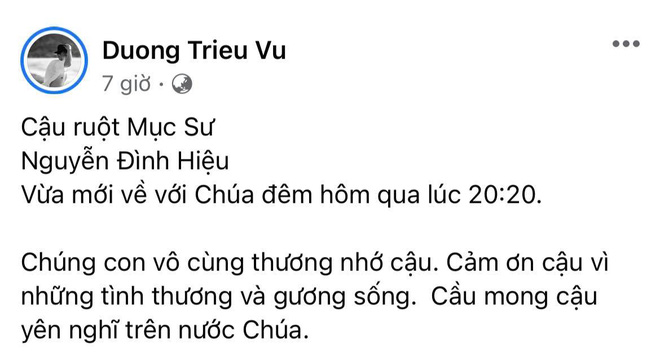 Duong Trieu Vu
7 giờ ·
Cậu ruột Mục Sư
Nguyễn Đình Hiệu
Vừa mới về với Chúa đêm hôm qua lúc 20:20.
Chúng con vô cùng thương nhớ cậu. Cảm ơn cậu vì
những tình thương và gương sống.  Cầu mong cậu
yên nghĩ trên nước Chúa.